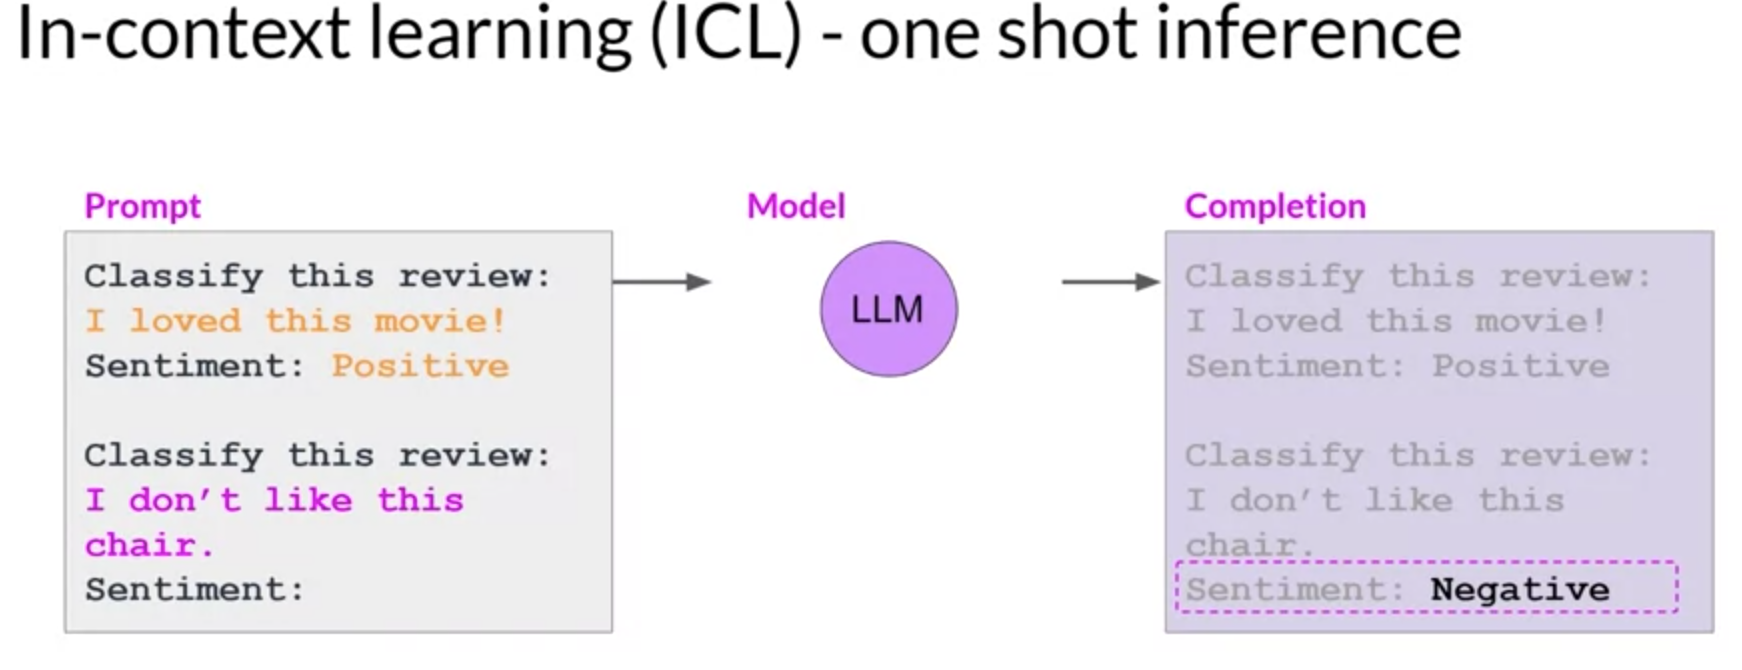 In-context learning (ICL) - one shot inference
Prompt
Classify this review:
I loved this movie!
Sentiment: Positive
Classify this review:
I don’t like this
chair.
Sentiment:
Model
LLM
Completion
Classify this review:
I loved this movie!
Sentiment: Positive
Classify this review:
I don’t like this
chair.
Sentiment: Negative